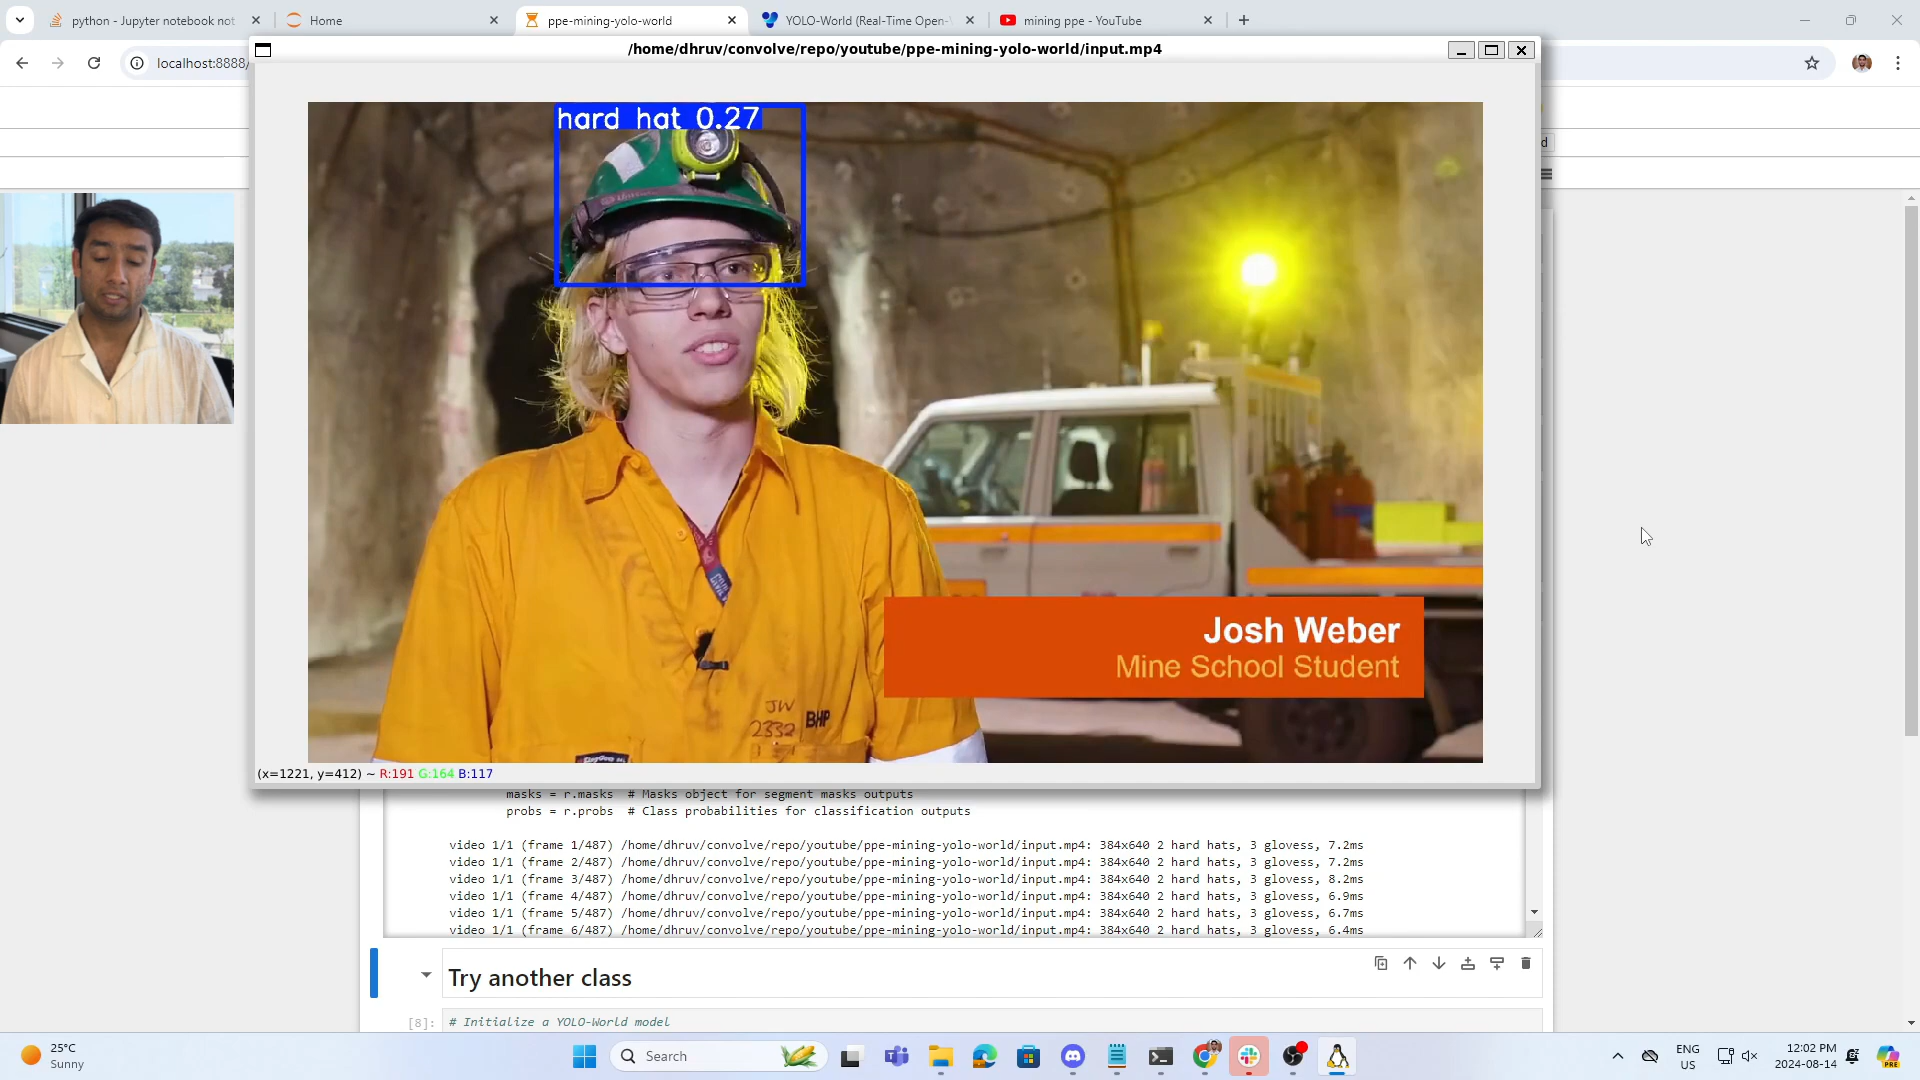 python - Jupyter notebook not
Home
ppe-mining-yolo-world
YOLO-World (Real-Time Open-
mining ppe - YouTube
localhost:8888/
/home/dhruv/convolve/repo/youtube/ppe-mining-yolo-world/input.mp4
hard hat 0.27
Josh Weber
Mine School Student
JW
2332
BHP
(x=1221, y=412) ~ R:191 G:164 B:117
masks = r.masks # Masks object for segment masks outputs
probs = r.probs # Class probabilities for classification outputs
video 1/1 (frame 1/487) /home/dhruv/convolve/repo/youtube/ppe-mining-yolo-world/input.mp4: 384x640 2 hard hats, 3 glovess, 7.2ms
video 1/1 (frame 2/487) /home/dhruv/convolve/repo/youtube/ppe-mining-yolo-world/input.mp4: 384x640 2 hard hats, 3 glovess, 7.2ms
video 1/1 (frame 3/487) /home/dhruv/convolve/repo/youtube/ppe-mining-yolo-world/input.mp4: 384x640 2 hard hats, 3 glovess, 8.2ms
video 1/1 (frame 4/487) /home/dhruv/convolve/repo/youtube/ppe-mining-yolo-world/input.mp4: 384x640 2 hard hats, 3 glovess, 6.9ms
video 1/1 (frame 5/487) /home/dhruv/convolve/repo/youtube/ppe-mining-yolo-world/input.mp4: 384x640 2 hard hats, 3 glovess, 6.7ms
video 1/1 (frame 6/487) /home/dhruv/convolve/repo/youtube/ppe-mining-yolo-world/input.mp4: 384x640 2 hard hats, 3 glovess, 6.4ms
Try another class
[8]: # Initialize a YOLO-World model
25°C
Sunny
Search
ENG
US
12:02 PM
2024-08-14